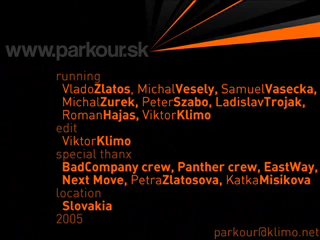 www.parkour.sk
running
VladoZlatos, MichalVesely, SamuelVasecka,
MichalZurek, PeterSzabo, LadislavTrojak,
RomanHajas, ViktorKlimo
edit
ViktorKlimo
special thanx
BadCompany crew, Panther crew, EastWay,
Next Move, PetraZlatosova, KatkaMisikova
location
Slovakia
2005
parkour@klimo.net